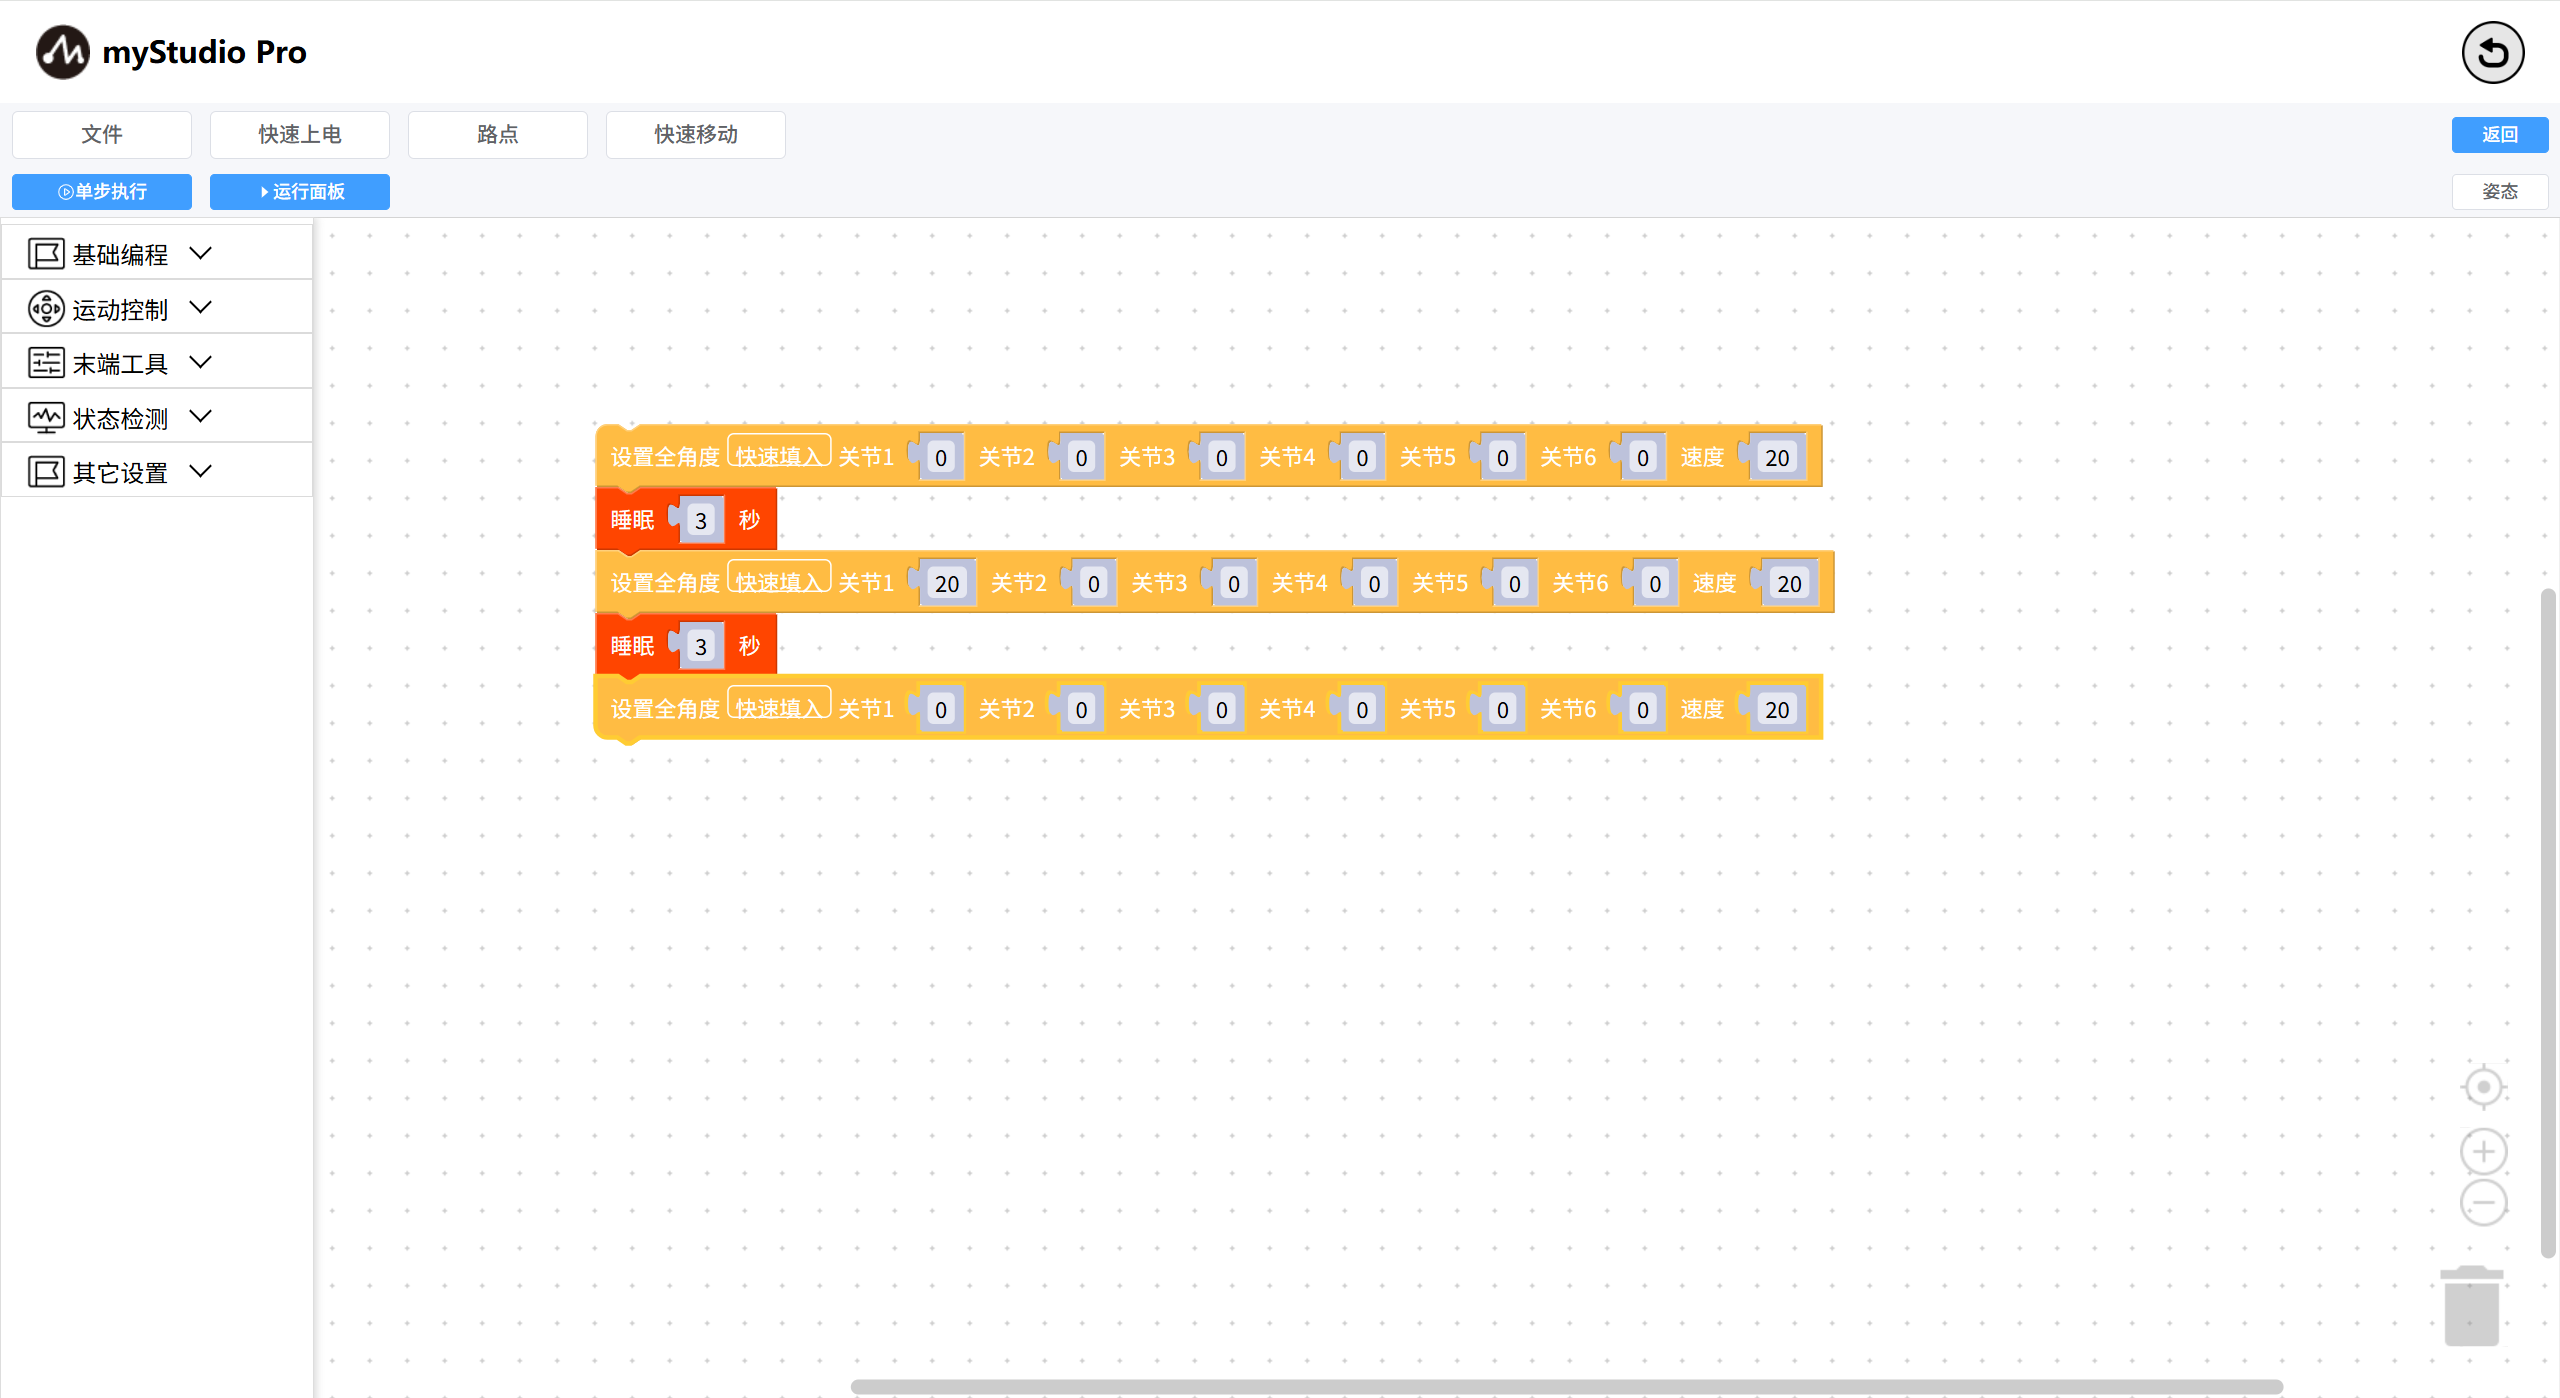 myStudio Pro
文件 快速上电 路点 快速移动 返回
单步执行 运行面板 姿态
基础编程
运动控制
末端工具
状态检测
其它设置
设置全角度 快速填入 关节1 0 关节2 0 关节3 0 关节4 0 关节5 0 关节6 0 速度 20
睡眠 3 秒
设置全角度 快速填入 关节1 20 关节2 0 关节3 0 关节4 0 关节5 0 关节6 0 速度 20
睡眠 3 秒
设置全角度 快速填入 关节1 0 关节2 0 关节3 0 关节4 0 关节5 0 关节6 0 速度 20